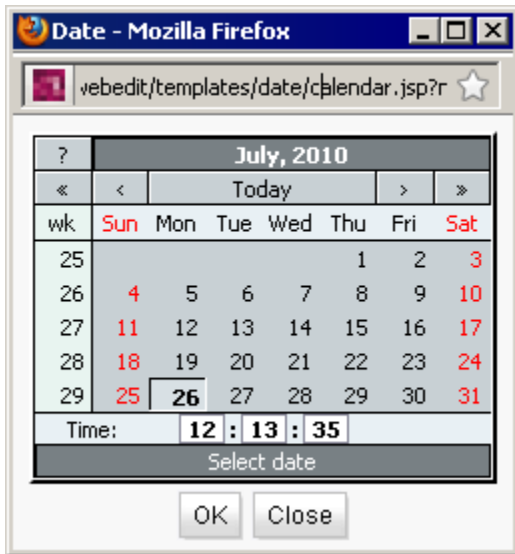 Date - Mozilla Firefox
vebedit/templates/date/calendar.jsp?r
? July, 2010
« < Today > »
wk Sun Mon Tue Wed Thu Fri Sat
25 1 2 3
26 4 5 6 7 8 9 10
27 11 12 13 14 15 16 17
28 18 19 20 21 22 23 24
29 25 26 27 28 29 30 31
Time: 12 : 13 : 35
Select date
OK Close